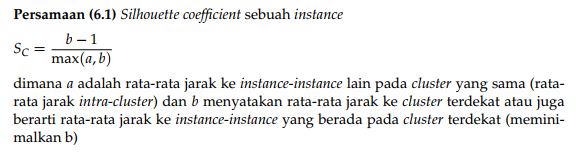 Persamaan (6.1) Silhouette coefficient sebuah instance
S_C = \frac{b-1}{\max(a,b)}
dimana a adalah rata-rata jarak ke instance-instance lain pada cluster yang sama (rata-
rata jarak intra-cluster) dan b menyatakan rata-rata jarak ke cluster terdekat atau juga
berarti rata-rata jarak ke instance-instance yang berada pada cluster terdekat (memini-
malkan b)